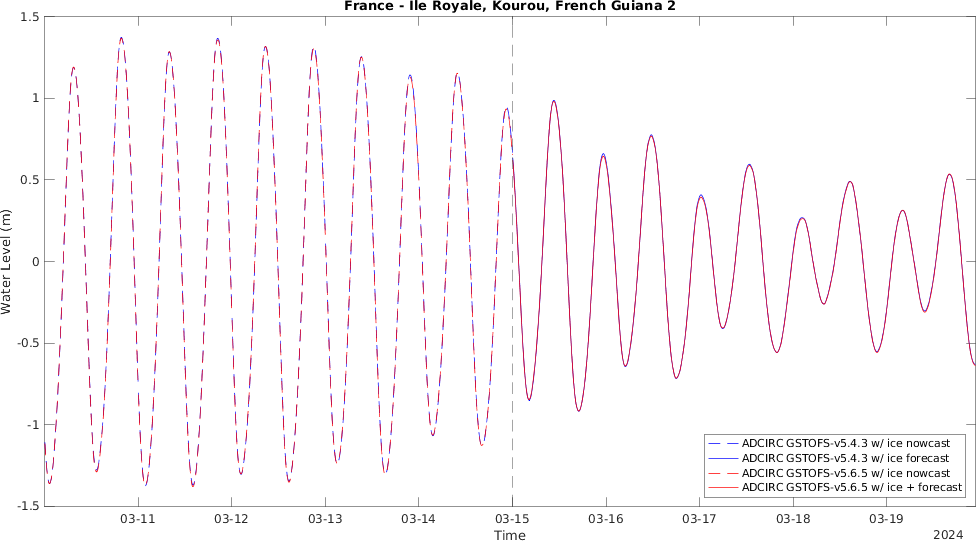 France - Ile Royale, Kourou, French Guiana 2
1.5
1
0.5
0
-0.5
-1
-1.5
Water Level (m)
03-11
03-12
03-13
03-14
03-15
03-16
03-17
03-18
03-19
Time
2024
ADCIRC GSTOFS-v5.4.3 w/ ice nowcast
ADCIRC GSTOFS-v5.4.3 w/ ice forecast
ADCIRC GSTOFS-v5.6.5 w/ ice nowcast
ADCIRC GSTOFS-v5.6.5 w/ ice + forecast